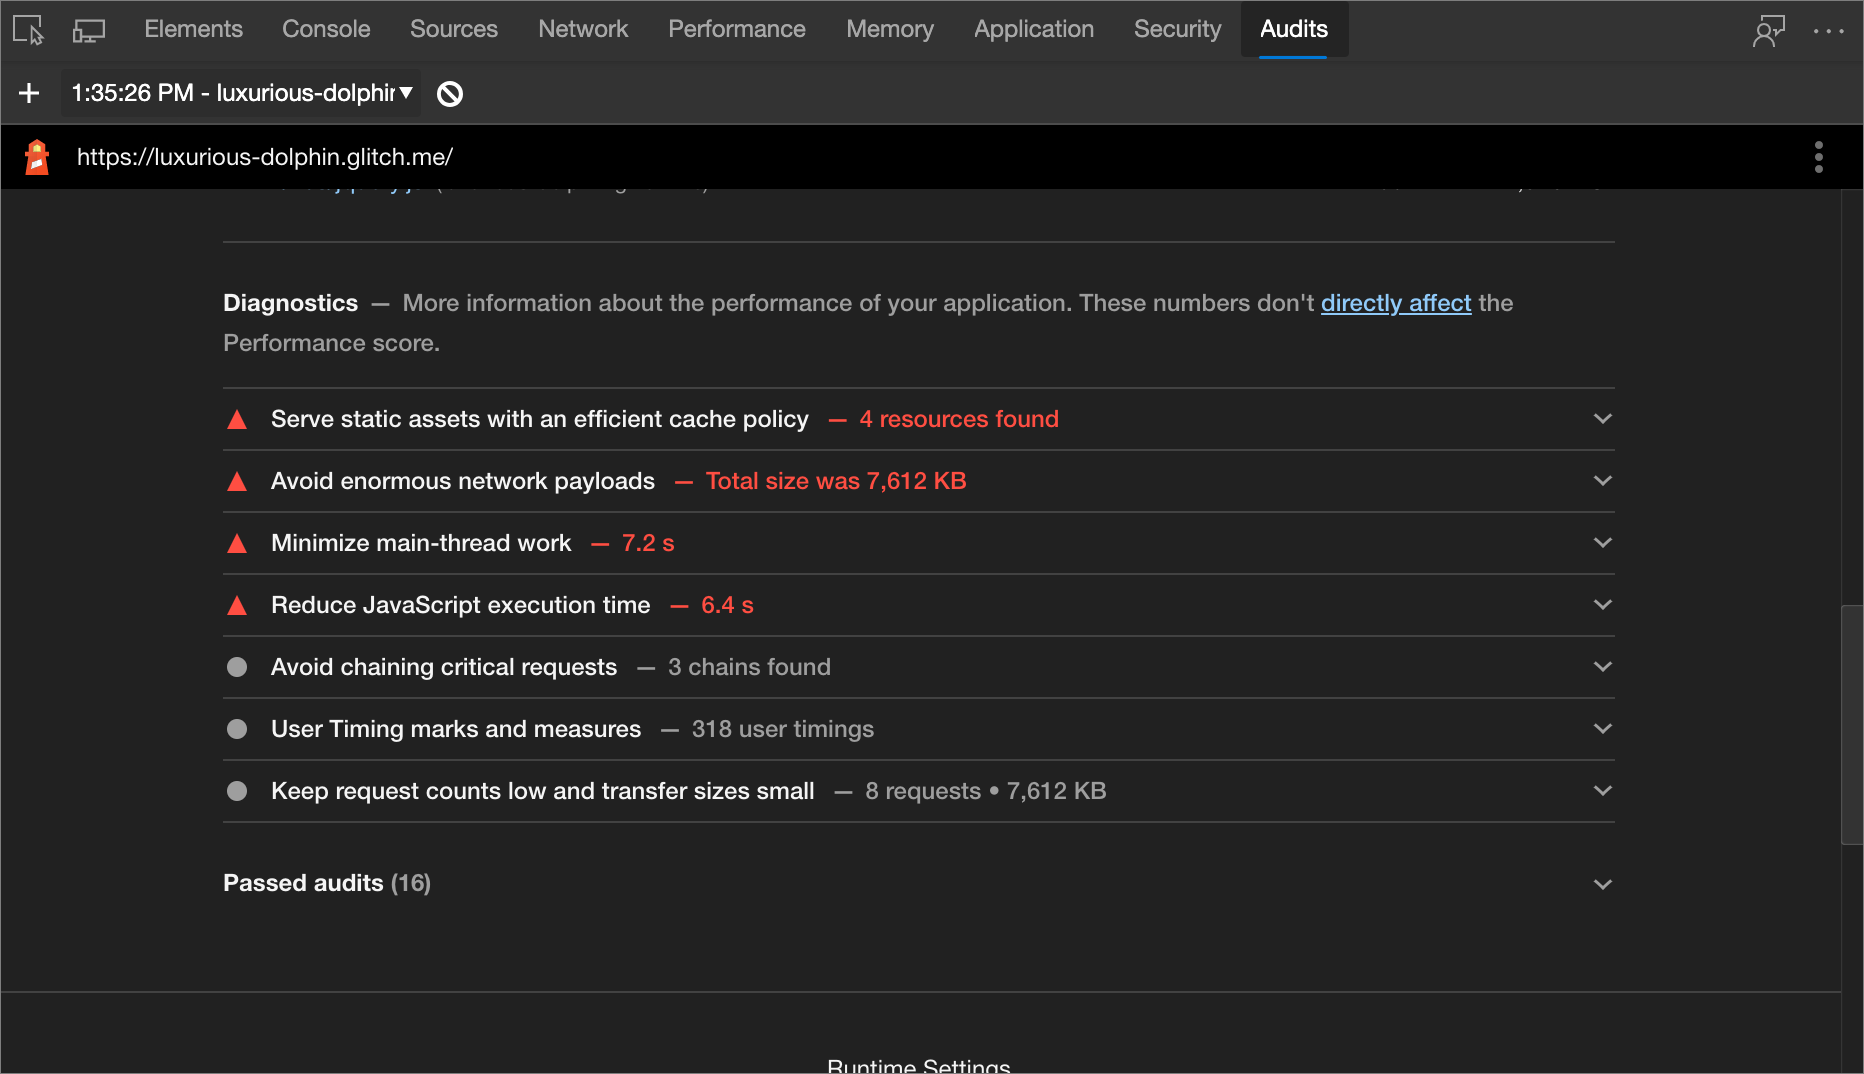 Elements Console Sources Network Performance Memory Application Security Audits
1:35:26 PM - luxurious-dolphin
https://luxurious-dolphin.glitch.me/
Diagnostics — More information about the performance of your application. These numbers don't directly affect the
Performance score.
Serve static assets with an efficient cache policy — 4 resources found
Avoid enormous network payloads — Total size was 7,612 KB
Minimize main-thread work — 7.2 s
Reduce JavaScript execution time — 6.4 s
Avoid chaining critical requests — 3 chains found
User Timing marks and measures — 318 user timings
Keep request counts low and transfer sizes small — 8 requests • 7,612 KB
Passed audits (16)
Runtime Settings